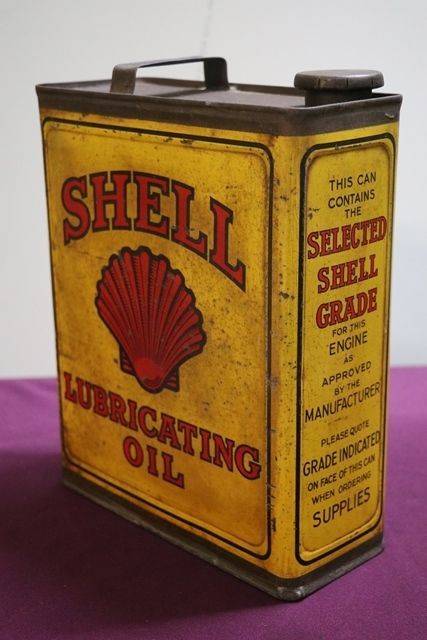 SHELL
LUBRICATING
OIL
THIS CAN
CONTAINS
THE
SELECTED
SHELL
GRADE
FOR THIS
ENGINE
AS
APPROVED
BY THE
MANUFACTURER
PLEASE QUOTE
GRADE INDICATED
ON FACE OF THIS CAN
WHEN ORDERING
SUPPLIES